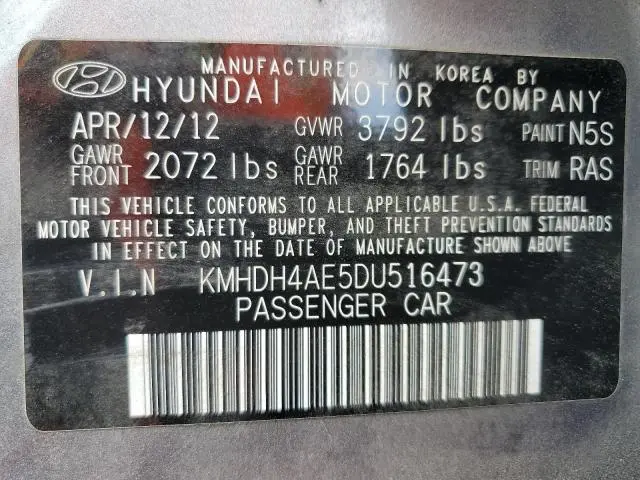 MANUFACTURED IN KOREA BY
HYUNDAI MOTOR COMPANY
APR/12/12 GVWR 3792 lbs PAINT N5S
GAWR FRONT 2072 lbs GAWR REAR 1764 lbs TRIM RAS
THIS VEHICLE CONFORMS TO ALL APPLICABLE U.S.A. FEDERAL
MOTOR VEHICLE SAFETY, BUMPER, AND THEFT PREVENTION STANDARDS
IN EFFECT ON THE DATE OF MANUFACTURE SHOWN ABOVE
V.I.N KMHDH4AE5DU516473
PASSENGER CAR